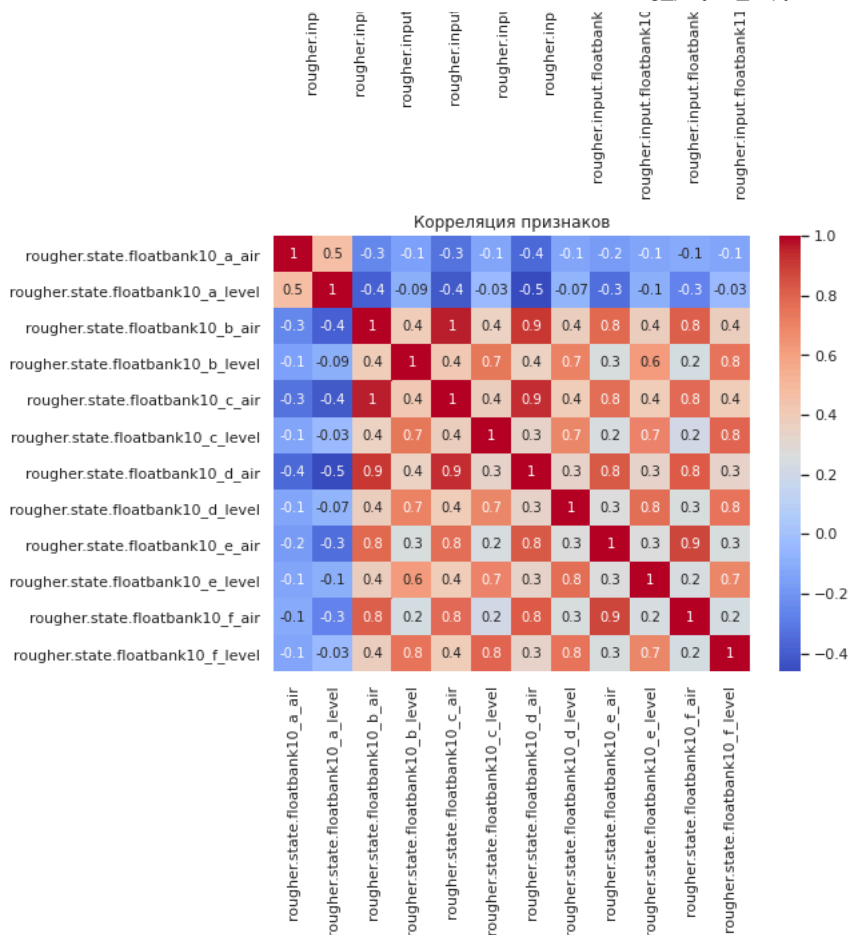 rougher.input.floatbank10
rougher.input.floatbank
rougher.input.floatbank11
Корреляция признаков
rougher.state.floatbank10_a_air 1 0.5 -0.3 -0.1 -0.3 -0.1 -0.4 -0.1 -0.2 -0.1 -0.1 -0.1
rougher.state.floatbank10_a_level 0.5 1 -0.4 -0.09 -0.4 -0.03 -0.5 -0.07 -0.3 -0.1 -0.3 -0.03
rougher.state.floatbank10_b_air -0.3 -0.4 1 0.4 1 0.4 0.9 0.4 0.8 0.4 0.8 0.4
rougher.state.floatbank10_b_level -0.1 -0.09 0.4 1 0.4 0.7 0.4 0.7 0.3 0.6 0.2 0.8
rougher.state.floatbank10_c_air -0.3 -0.4 1 0.4 1 0.4 0.9 0.4 0.8 0.4 0.8 0.4
rougher.state.floatbank10_c_level -0.1 -0.03 0.4 0.7 0.4 1 0.3 0.7 0.2 0.7 0.2 0.8
rougher.state.floatbank10_d_air -0.4 -0.5 0.9 0.4 0.9 0.3 1 0.3 0.8 0.3 0.8 0.3
rougher.state.floatbank10_d_level -0.1 -0.07 0.4 0.7 0.4 0.7 0.3 1 0.3 0.8 0.3 0.8
rougher.state.floatbank10_e_air -0.2 -0.3 0.8 0.3 0.8 0.2 0.8 0.3 1 0.3 0.9 0.3
rougher.state.floatbank10_e_level -0.1 -0.1 0.4 0.6 0.4 0.7 0.3 0.8 0.3 1 0.2 0.7
rougher.state.floatbank10_f_air -0.1 -0.3 0.8 0.2 0.8 0.2 0.8 0.3 0.9 0.2 1 0.2
rougher.state.floatbank10_f_level -0.1 -0.03 0.4 0.8 0.4 0.8 0.3 0.8 0.3 0.7 0.2 1
1.0
0.8
0.6
0.4
0.2
0.0
−0.2
−0.4
rougher.state.floatbank10_a_air
rougher.state.floatbank10_a_level
rougher.state.floatbank10_b_air
rougher.state.floatbank10_b_level
rougher.state.floatbank10_c_air
rougher.state.floatbank10_c_level
rougher.state.floatbank10_d_air
rougher.state.floatbank10_d_level
rougher.state.floatbank10_e_air
rougher.state.floatbank10_e_level
rougher.state.floatbank10_f_air
rougher.state.floatbank10_f_level